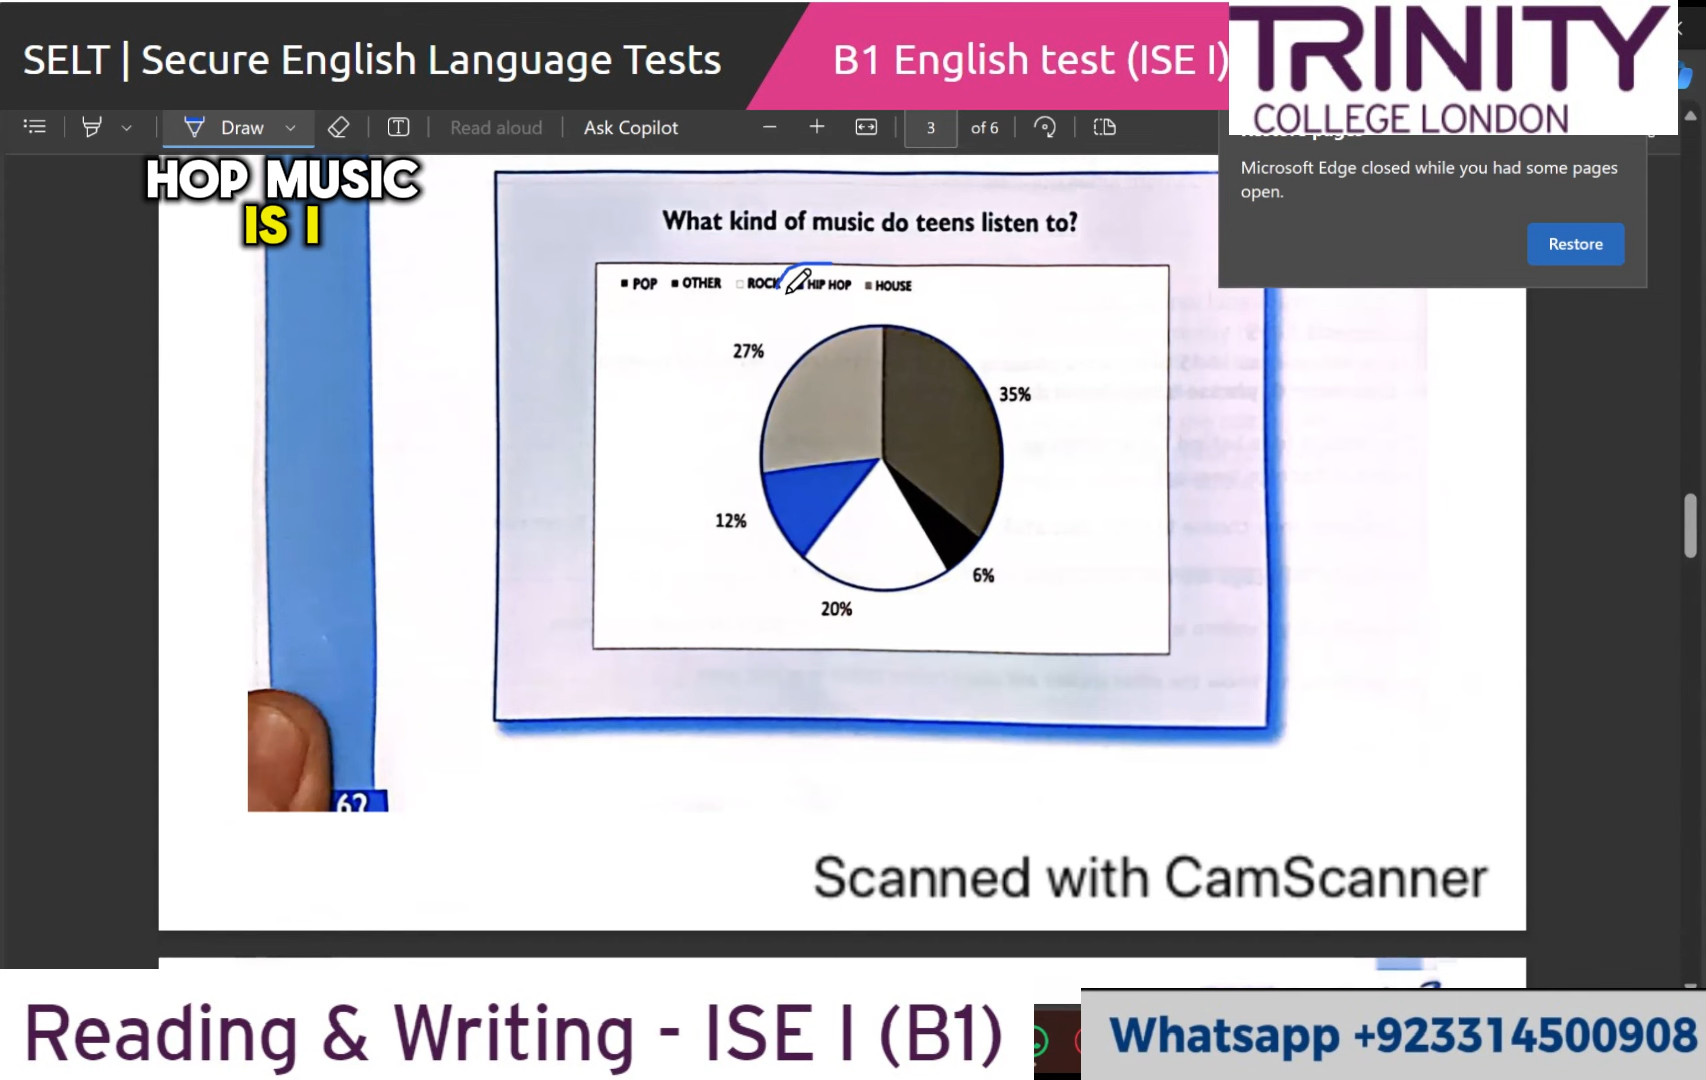 SELT | Secure English Language Tests
B1 English test (ISE I)
TRINITY
COLLEGE LONDON
Draw
Read aloud
Ask Copilot
3 of 6
Microsoft Edge closed while you had some pages
open.
Restore
HOP MUSIC
IS I
What kind of music do teens listen to?
POP OTHER ROCK HIP HOP HOUSE
27%
35%
12%
6%
20%
62
Scanned with CamScanner
Reading & Writing - ISE I (B1)
Whatsapp +923314500908